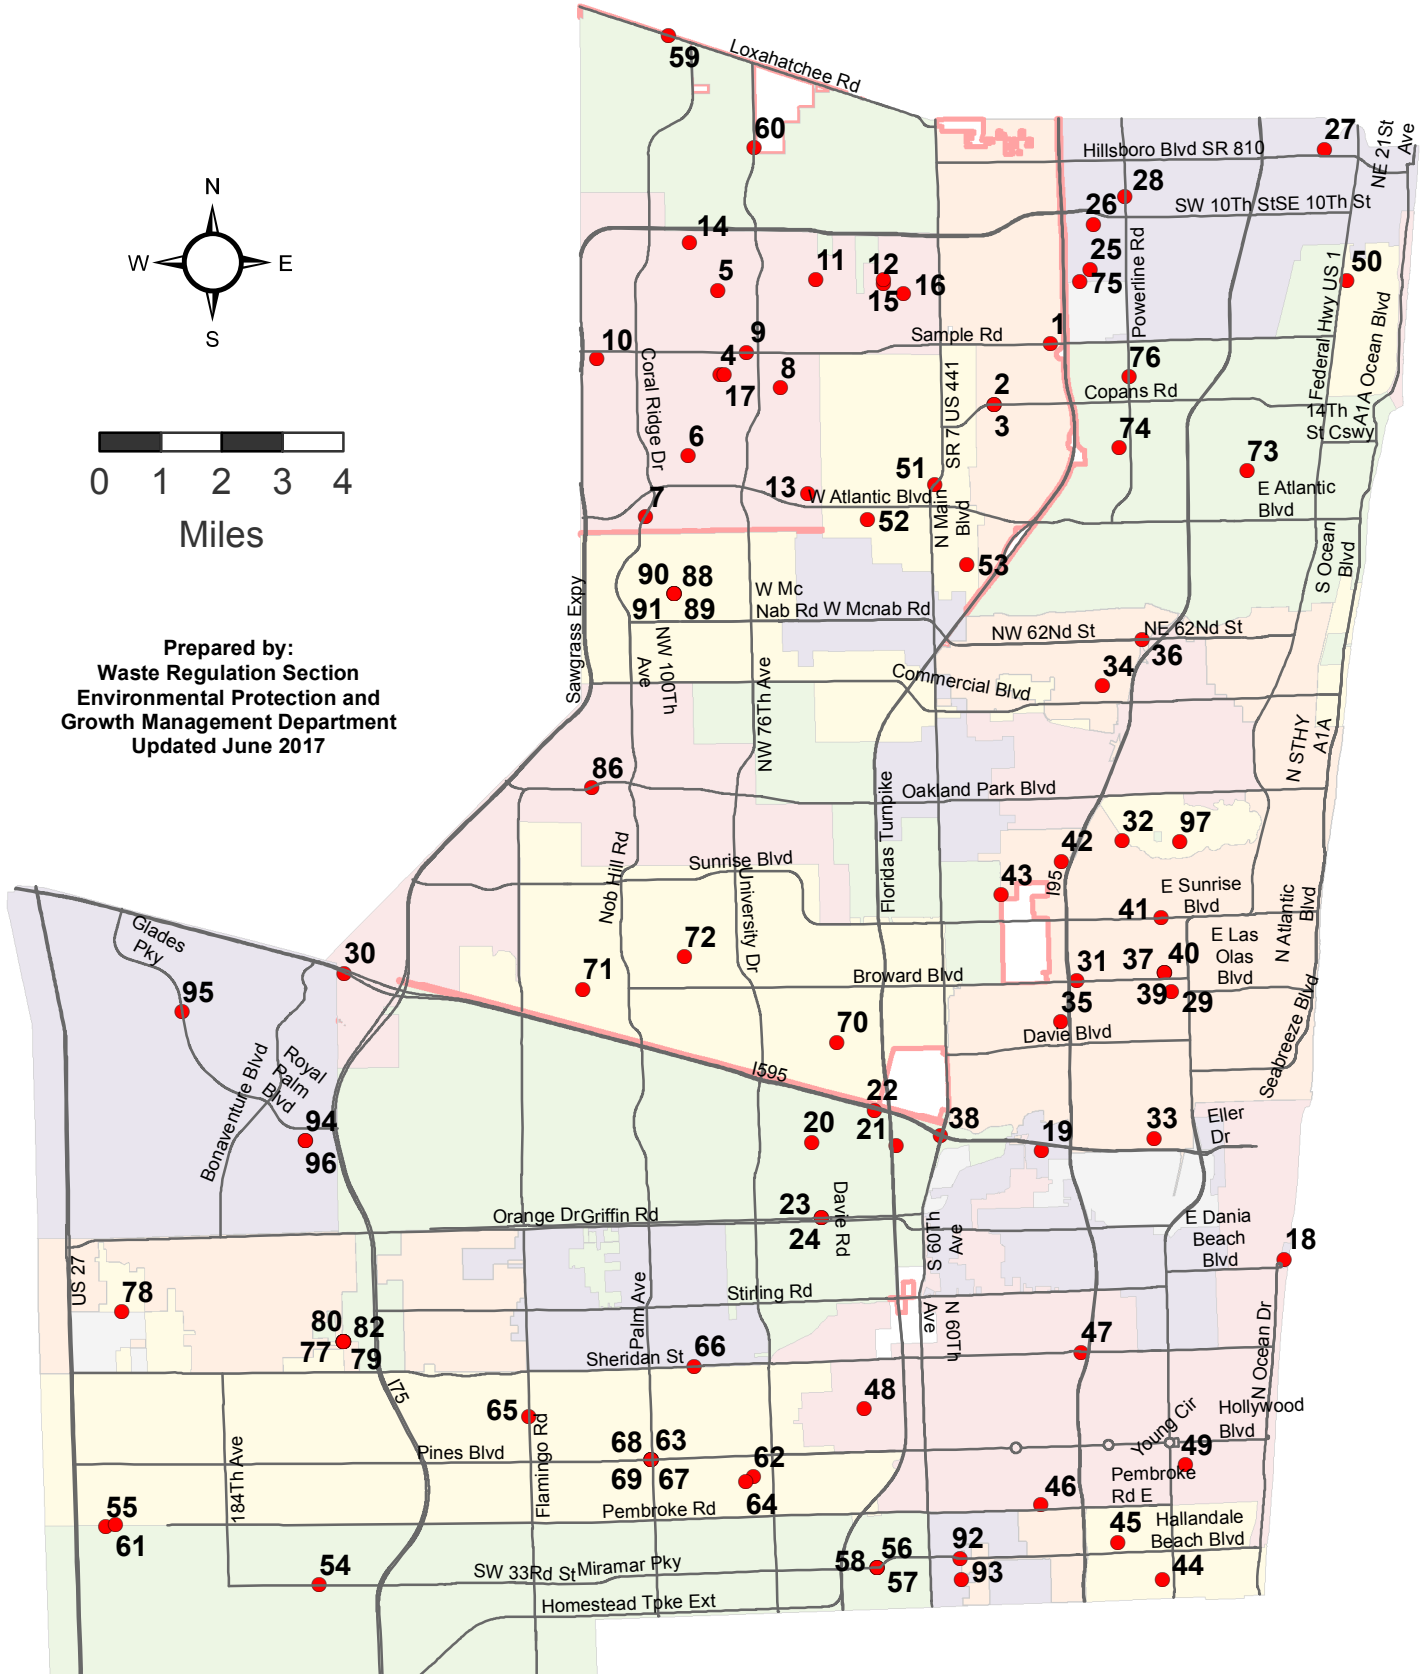 59
Loxahatchee Rd
60
27
NE 21St
Ave
Hillsboro Blvd SR 810
28
N
W
E
S
26
SW 10Th St
SE 10Th St
14
25
75
Powerline Rd
50
5
11
12
15
16
Federal Hwy US 1
A1A Ocean Blvd
1
Sample Rd
10
9
4
17
8
Coral Ridge Dr
SR 7 US 441
76
2
3
Copans Rd
14Th
St Cswy
6
74
73
0 1 2 3 4
Miles
51
13
W Atlantic Blvd
7
52
N Main
Blvd
E Atlantic
Blvd
53
S Ocean
Blvd
90 88
91 89
W Mc
Nab Rd
W Mcnab Rd
Sawgrass Expy
NW 62Nd St
NE 62Nd St
36
34
Prepared by:
Waste Regulation Section
Environmental Protection and
Growth Management Department
Updated June 2017
NW 100Th
Ave
NW 76Th Ave
Commercial Blvd
N STHY
A1A
86
Floridas Turnpike
Oakland Park Blvd
32
97
42
Nob Hill Rd
Sunrise Blvd
University Dr
43
I95
E Sunrise
Blvd
41
N Atlantic
Blvd
Glades
Pky
72
30
71
Broward Blvd
31
37
40
E Las
Olas
Blvd
39
29
95
35
Davie Blvd
70
Seabreeze Blvd
Bonaventure Blvd
Royal
Palm
Blvd
I595
22
21
94
96
20
38
19
33
Eller
Dr
23
24
Davie Rd
Orange Dr
Griffin Rd
S 60Th
Ave
E Dania
Beach
Blvd
18
US 27
78
Stirling Rd
Palm Ave
N 60Th
Ave
80 82
77 79
47
N Ocean Dr
66
Sheridan St
I75
48
65
Flamingo Rd
Young Cir
Hollywood
Blvd
Pines Blvd
68 63
69 67
62
64
49
184Th Ave
Pembroke Rd
46
Pembroke
Rd E
55
61
Hallandale
Beach Blvd
45
54
SW 33Rd St
Miramar Pky
58
56
57
92
93
44
Homestead Tpke Ext